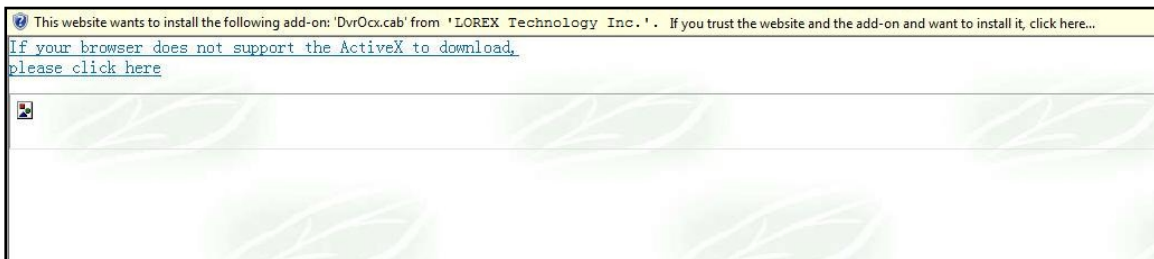 This website wants to install the following add-on: 'DvrOcx.cab' from 'LOREX Technology Inc.'. If you trust the website and the add-on and want to install it, click here...
If your browser does not support the ActiveX to download,
please click here